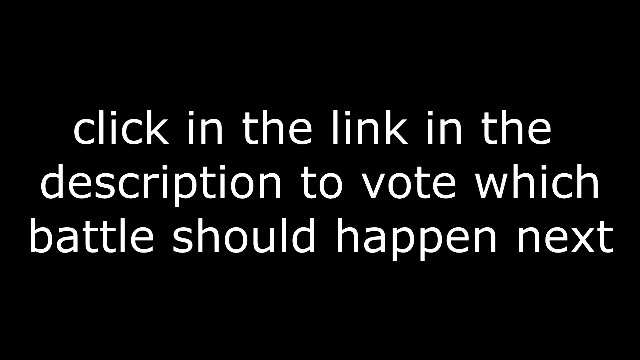 click in the link in the
description to vote which
battle should happen next